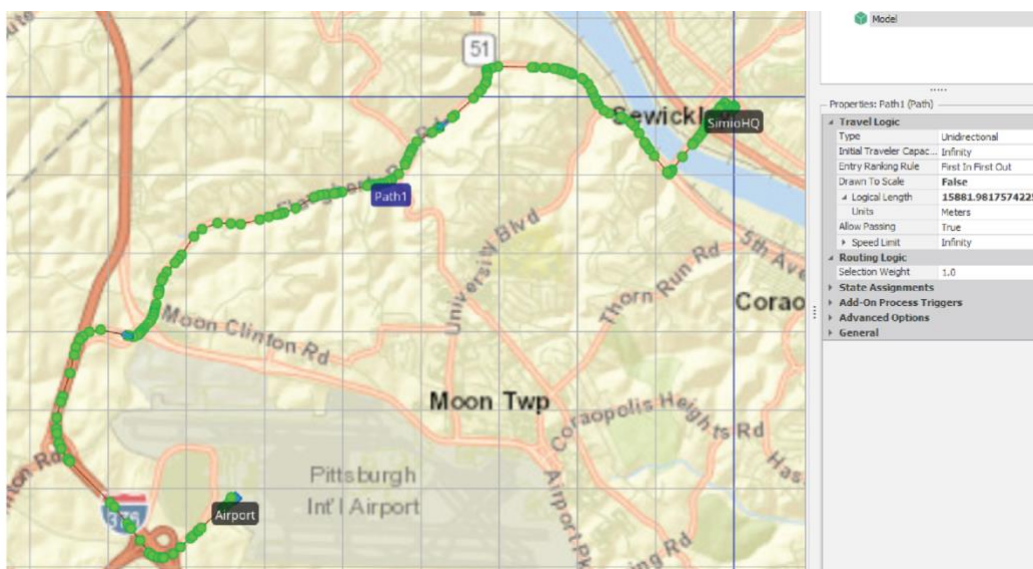 Model
51
Sewickl
SimioHQ
Path1
University Blvd
5th Ave
Thorn Run Rd
Corao
Moon Clinton Rd
Moon Twp
Coraopolis Heights Rd
Pittsburgh
Int'l Airport
Airport
376
Airport Pk
Properties: Path1 (Path)
Travel Logic
Type Unidirectional
Initial Traveler Capac... Infinity
Entry Ranking Rule First In First Out
Drawn To Scale False
Logical Length 15881.9817574225
Units Meters
Allow Passing True
Speed Limit Infinity
Routing Logic
Selection Weight 1.0
State Assignments
Add-On Process Triggers
Advanced Options
General